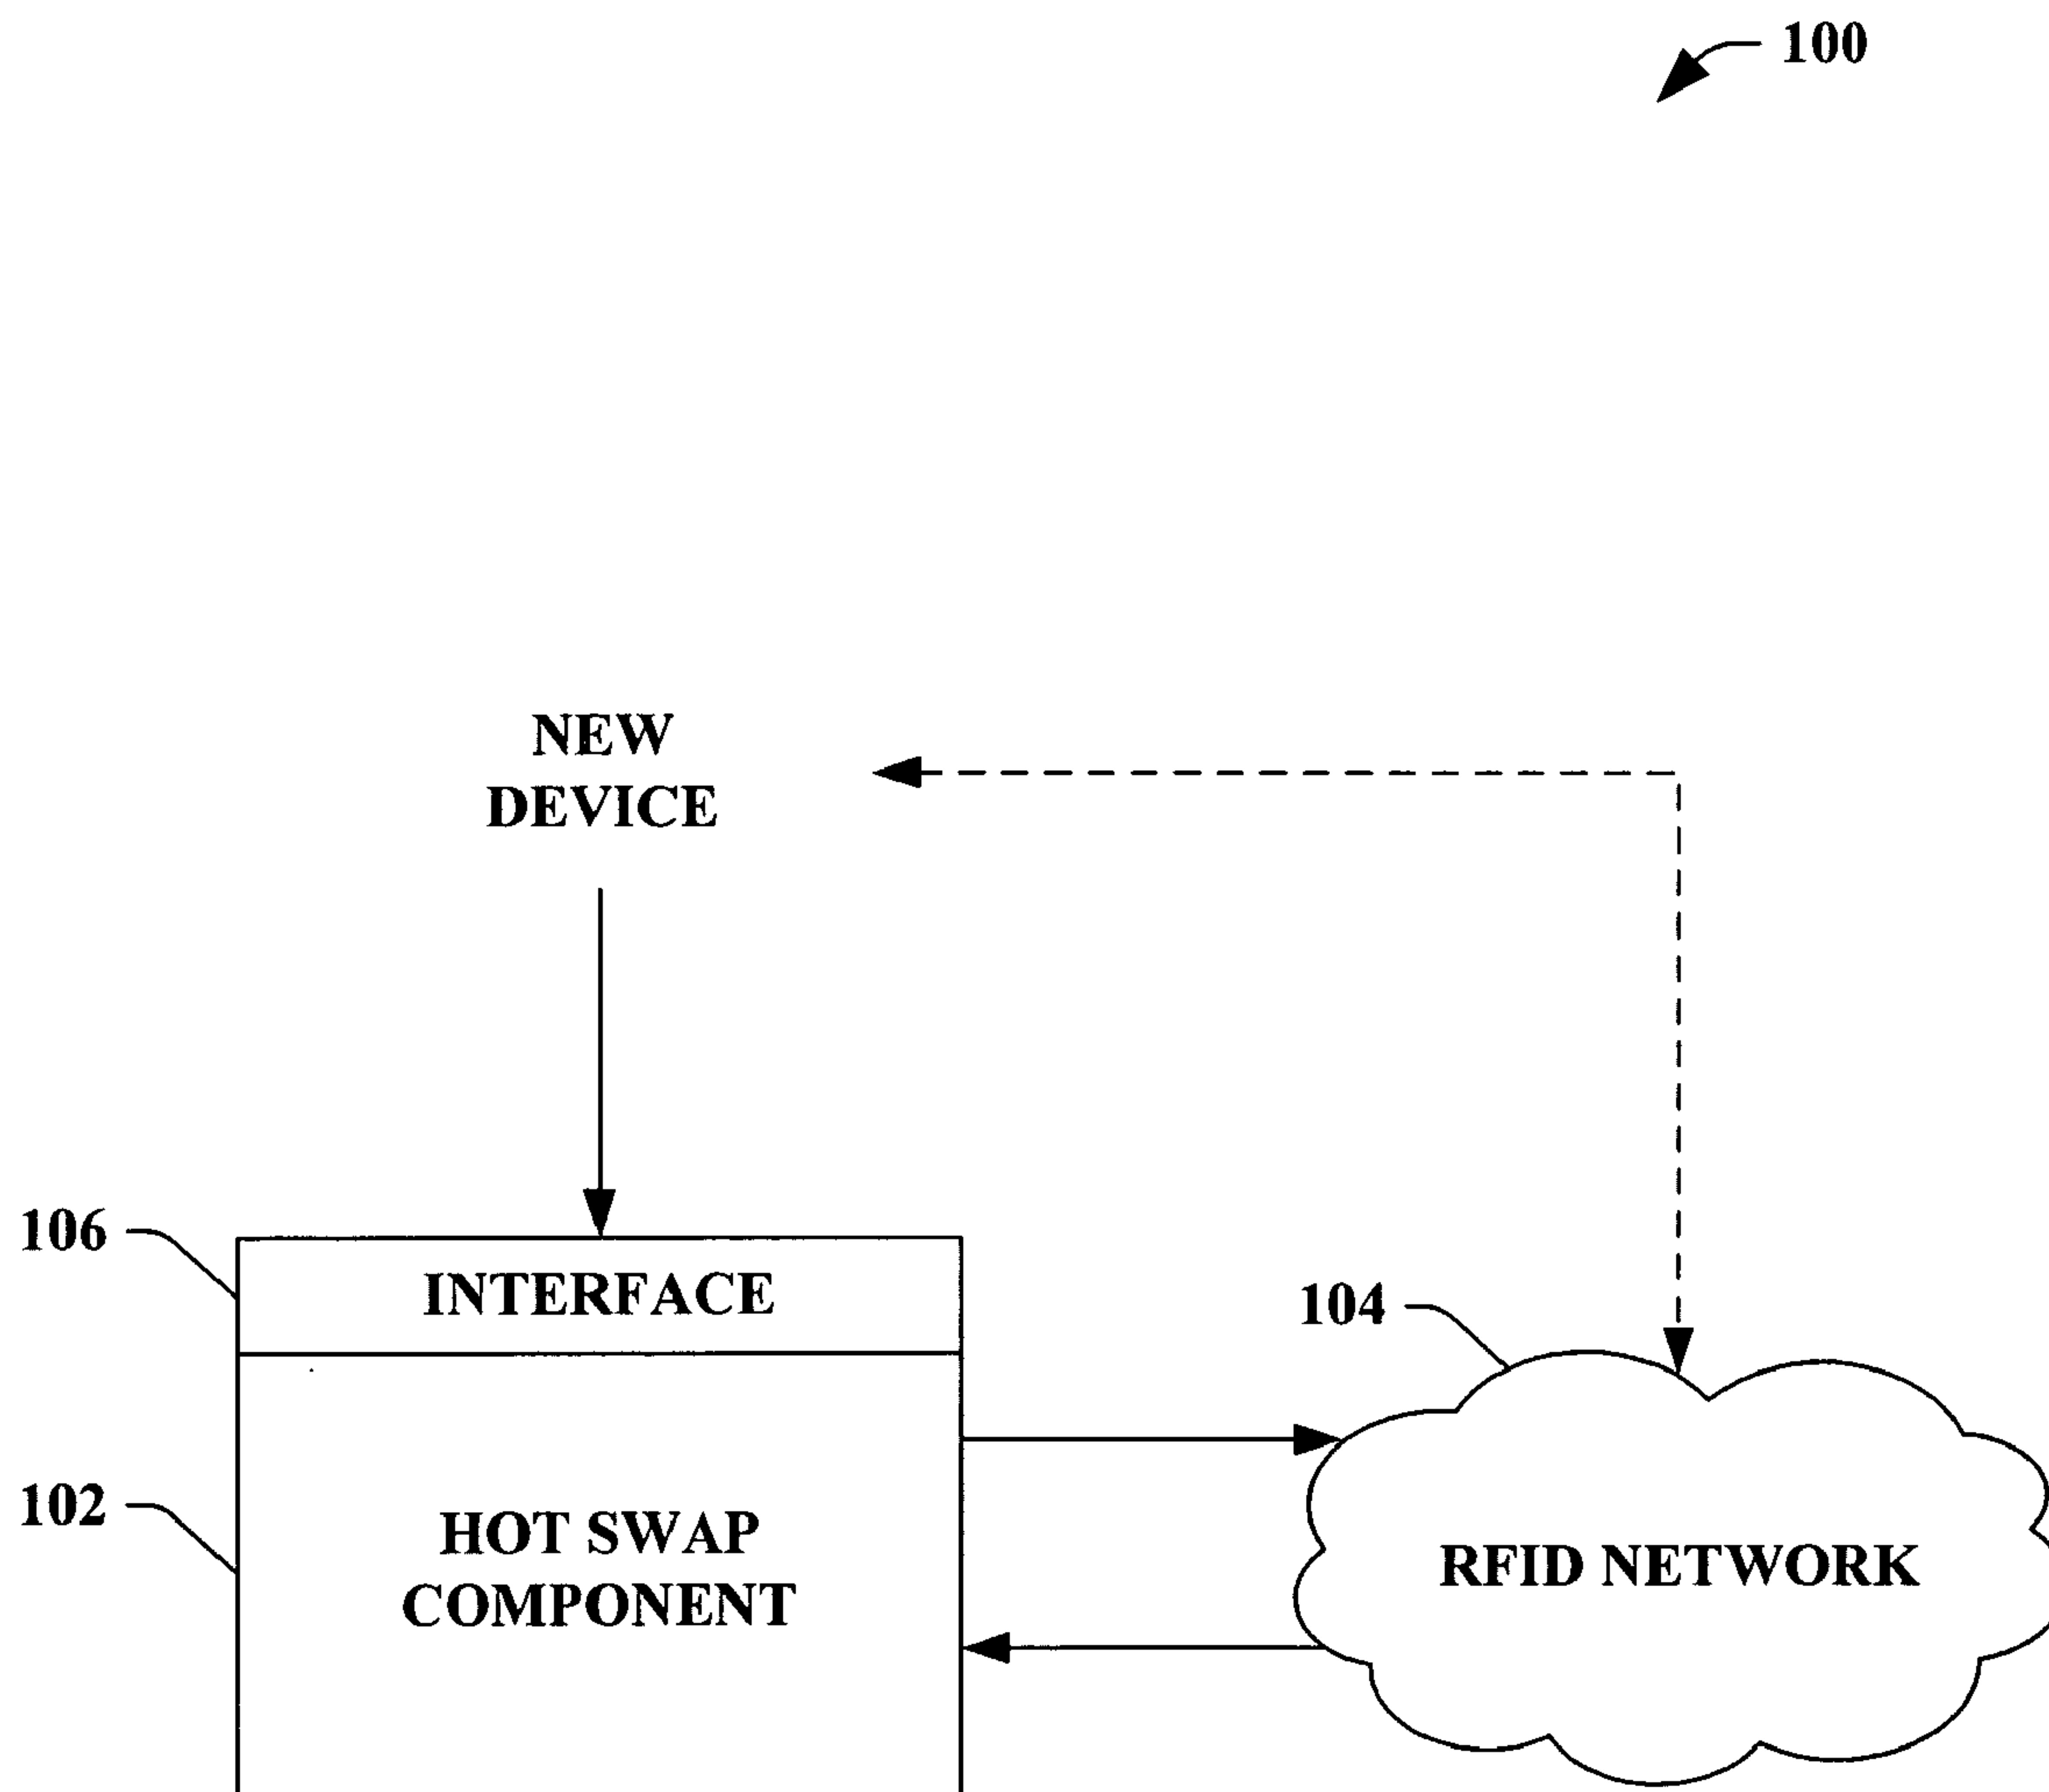 100
NEW
DEVICE
106
INTERFACE
104
102
HOT SWAP
COMPONENT
RFID NETWORK